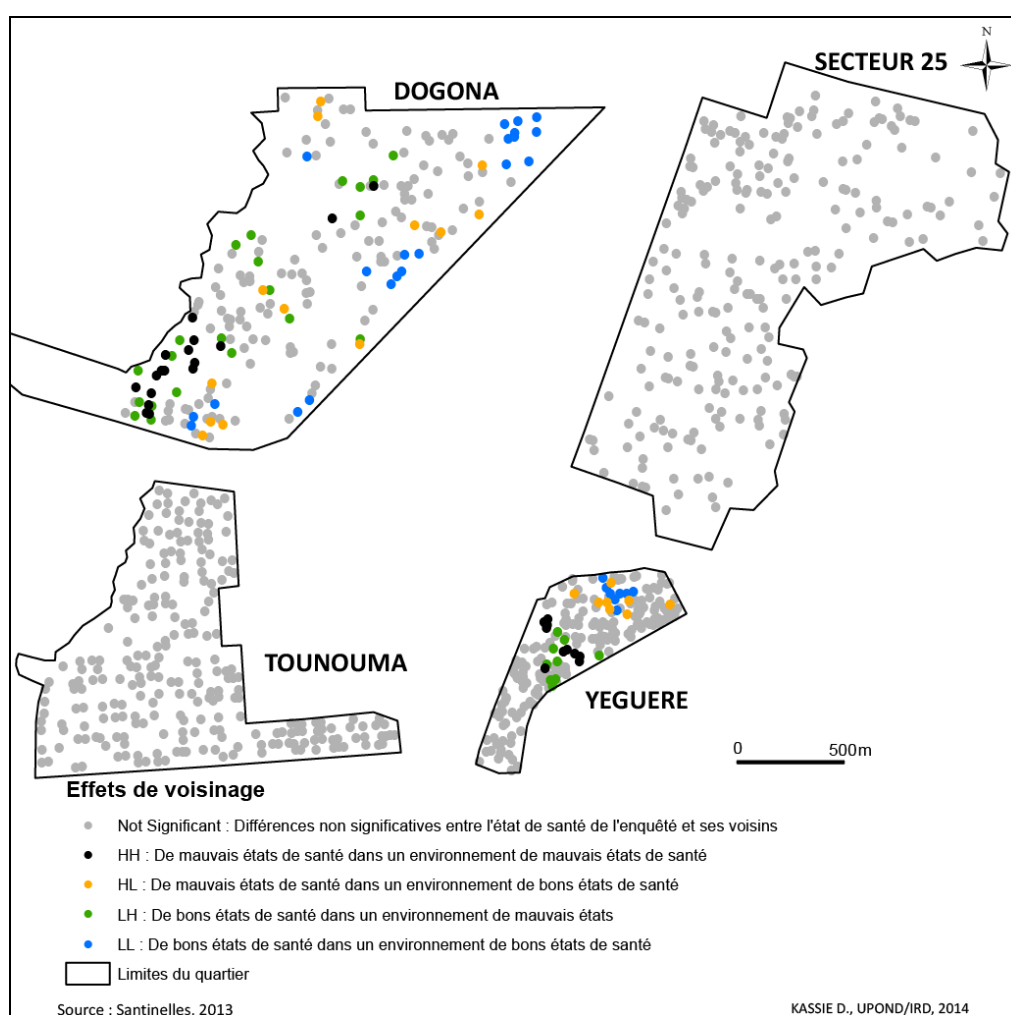 N
SECTEUR 25
DOGONA
TOUNOUMA
YEGUERE
0 500m
Effets de voisinage
Not Significant : Différences non significatives entre l'état de santé de l'enquêté et ses voisins
HH : De mauvais états de santé dans un environnement de mauvais états de santé
HL : De mauvais états de santé dans un environnement de bons états de santé
LH : De bons états de santé dans un environnement de mauvais états
LL : De bons états de santé dans un environnement de bons états de santé
Limites du quartier
Source : Santinelles, 2013 KASSIE D., UPOND/IRD, 2014